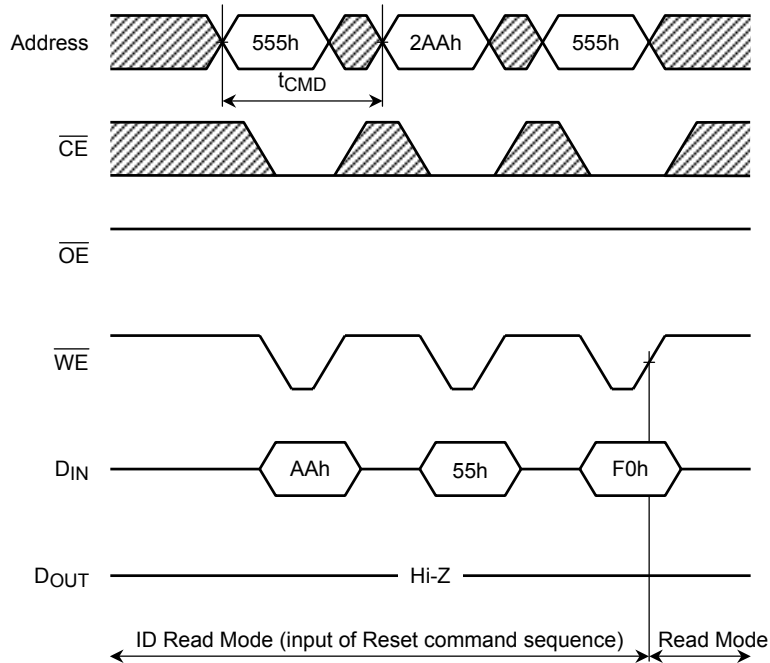 Address 555h 2AAh 555h
tCMD
CE
OE
WE
DIN AAh 55h F0h
DOUT Hi-Z
ID Read Mode (input of Reset command sequence) Read Mode